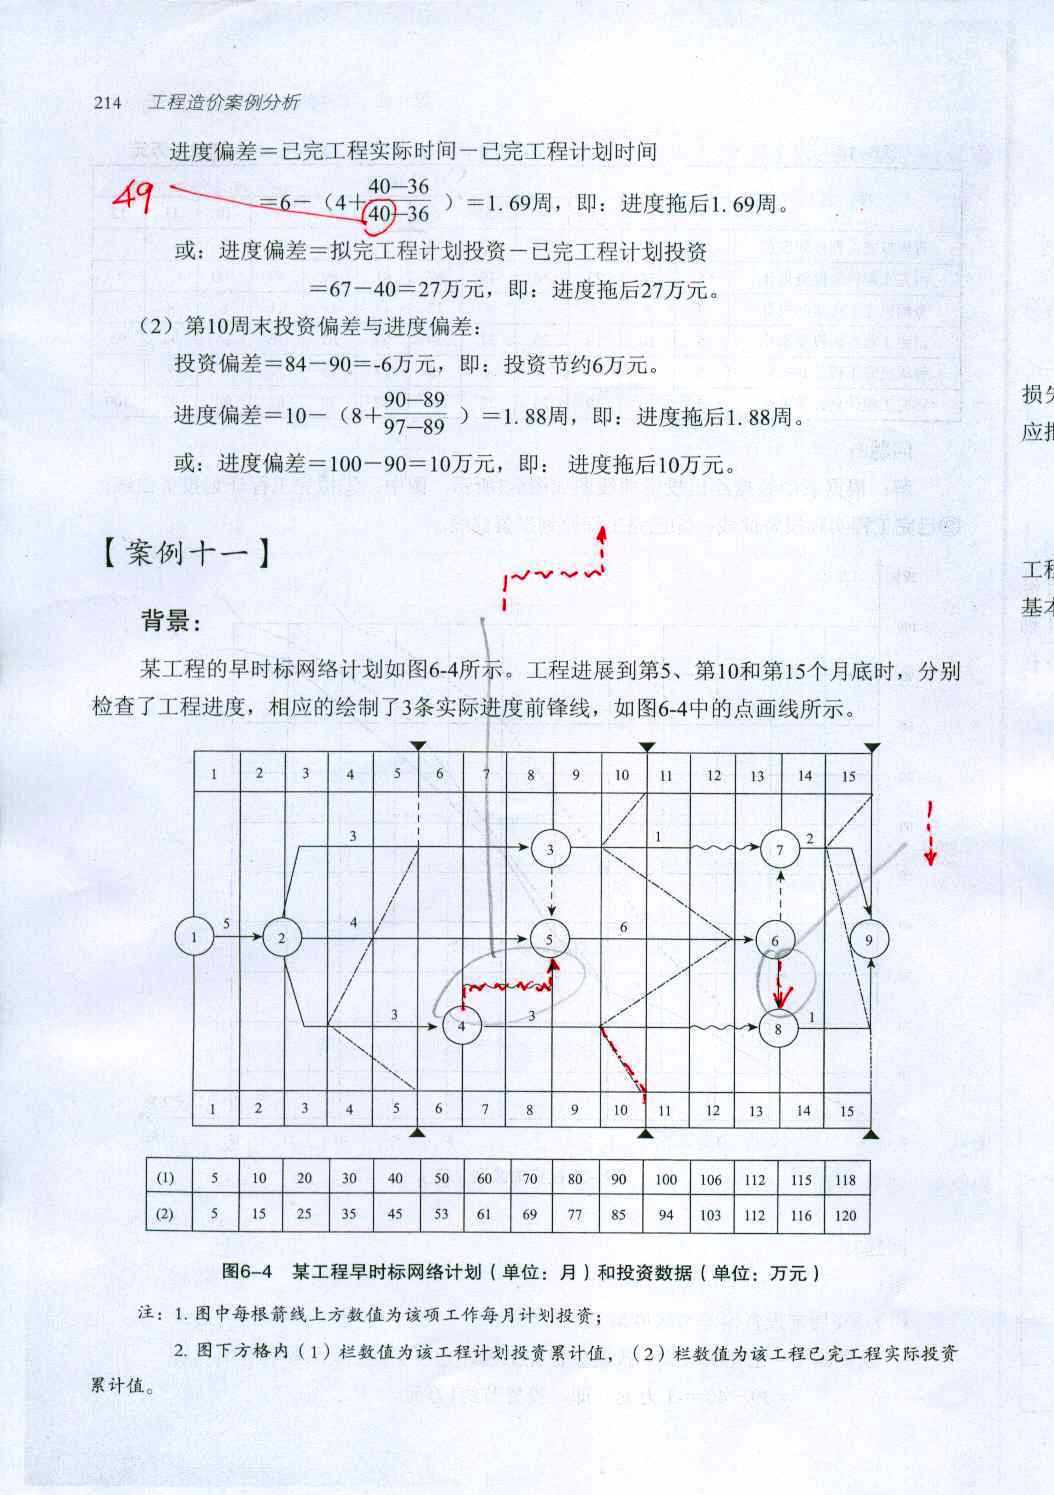 214 工程造价案例分析
进度偏差＝已完工程实际时间－已完工程计划时间
49
＝6－（4＋40—36/40—36）＝1.69周，即：进度拖后1.69周。
或：进度偏差＝拟完工程计划投资－已完工程计划投资
＝67－40＝27万元，即：进度拖后27万元。
（2）第10周末投资偏差与进度偏差：
投资偏差＝84－90＝-6万元，即：投资节约6万元。
进度偏差＝10－（8＋90—89/97—89）＝1.88周，即：进度拖后1.88周。
或：进度偏差＝100－90＝10万元，即： 进度拖后10万元。
损失
应推
【案例十一】
工程
基本
背景：
某工程的早时标网络计划如图6-4所示。工程进展到第5、第10和第15个月底时，分别
检查了工程进度，相应的绘制了3条实际进度前锋线，如图6-4中的点画线所示。
1 2 3 4 5 6 7 8 9 10 11 12 13 14 15
3 1 2
3 7
5 4 6
1 2 5 6 9
3 3 1
4 8
1 2 3 4 5 6 7 8 9 10 11 12 13 14 15
(1) 5 10 20 30 40 50 60 70 80 90 100 106 112 115 118
(2) 5 15 25 35 45 53 61 69 77 85 94 103 112 116 120
图6-4 某工程早时标网络计划（单位：月）和投资数据（单位：万元）
注：1. 图中每根箭线上方数值为该项工作每月计划投资；
2. 图下方格内（1）栏数值为该工程计划投资累计值，（2）栏数值为该工程已完工程实际投资
累计值。